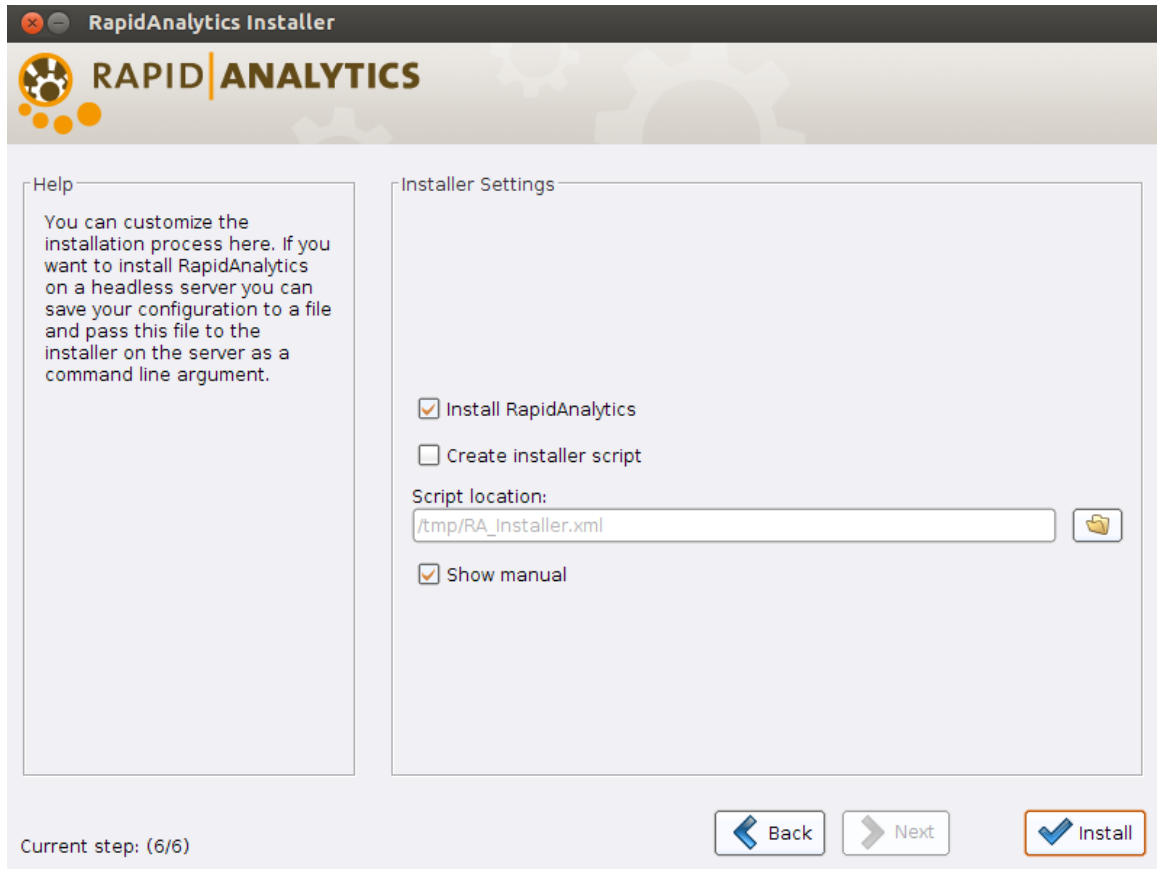 RapidAnalytics Installer
RAPID ANALYTICS
Help
You can customize the
installation process here. If you
want to install RapidAnalytics
on a headless server you can
save your configuration to a file
and pass this file to the
installer on the server as a
command line argument.
Installer Settings
Install RapidAnalytics
Create installer script
Script location:
/tmp/RA_Installer.xml
Show manual
Current step: (6/6)
Back
Next
Install